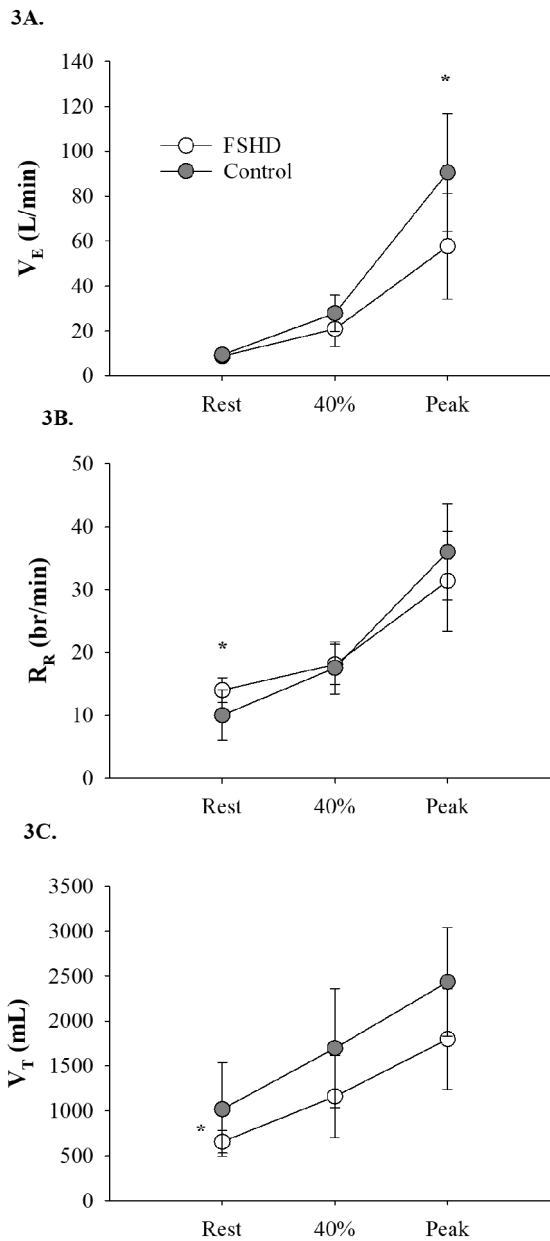 3A.
140
120
100
80
60
40
20
0
V_E (L/min)
*
FSHD
Control
Rest 40% Peak
3B.
50
40
30
20
10
0
R_R (br/min)
*
Rest 40% Peak
3C.
3500
3000
2500
2000
1500
1000
500
0
V_T (mL)
*
Rest 40% Peak